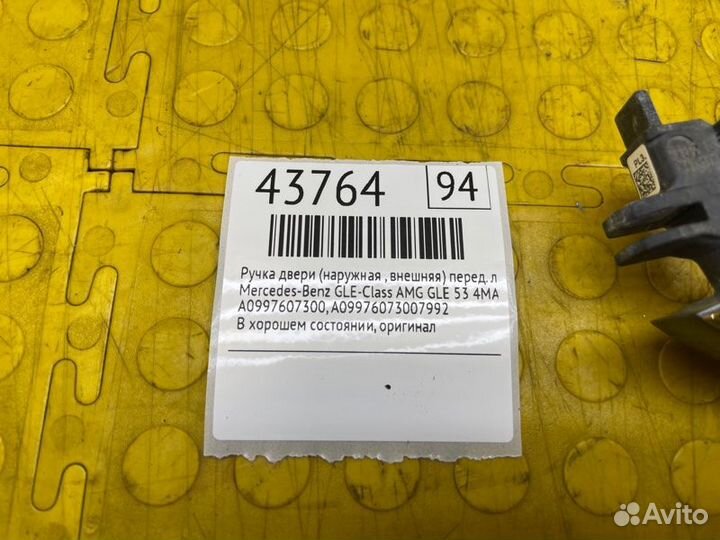 43764 94
Ручка двери (наружная , внешняя) перед. л
Mercedes-Benz GLE-Class AMG GLE 53 4MA
A0997607300, A09976073007992
В хорошем состоянии, оригинал
PL3.
Avito